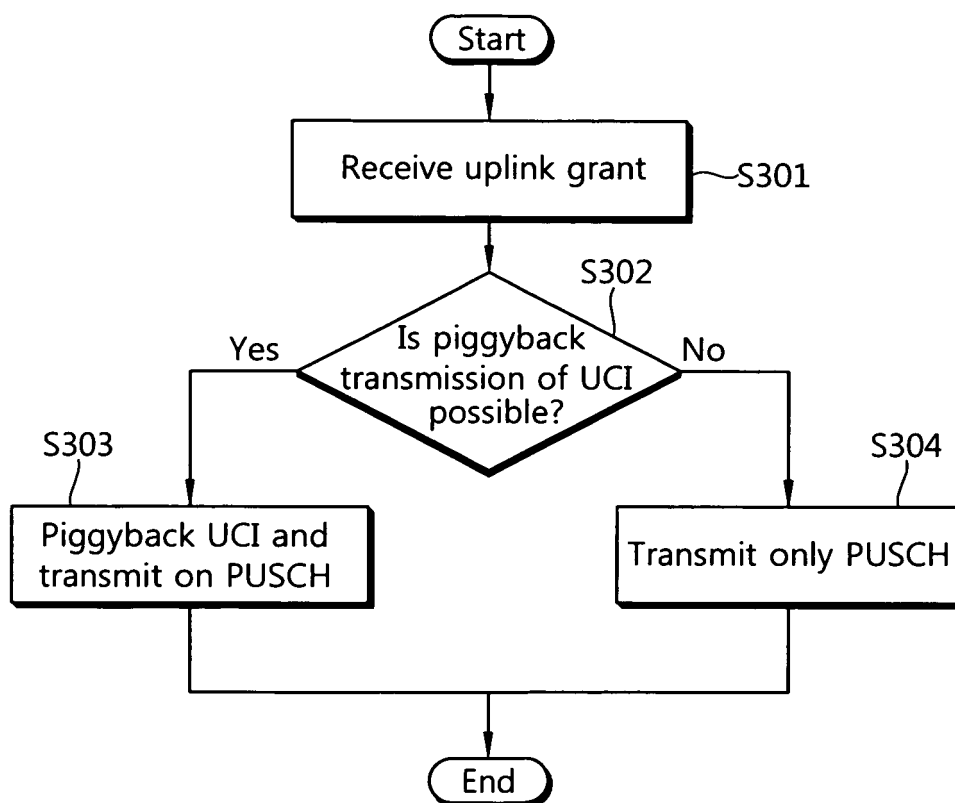 Start
Receive uplink grant
S301
S302
Is piggyback
transmission of UCI
possible?
Yes
No
S303
S304
Piggyback UCI and
transmit on PUSCH
Transmit only PUSCH
End